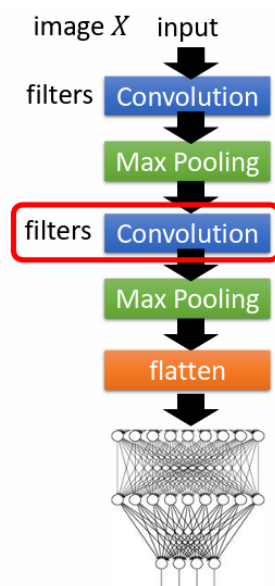 image X input
filters Convolution
Max Pooling
filters Convolution
Max Pooling
flatten